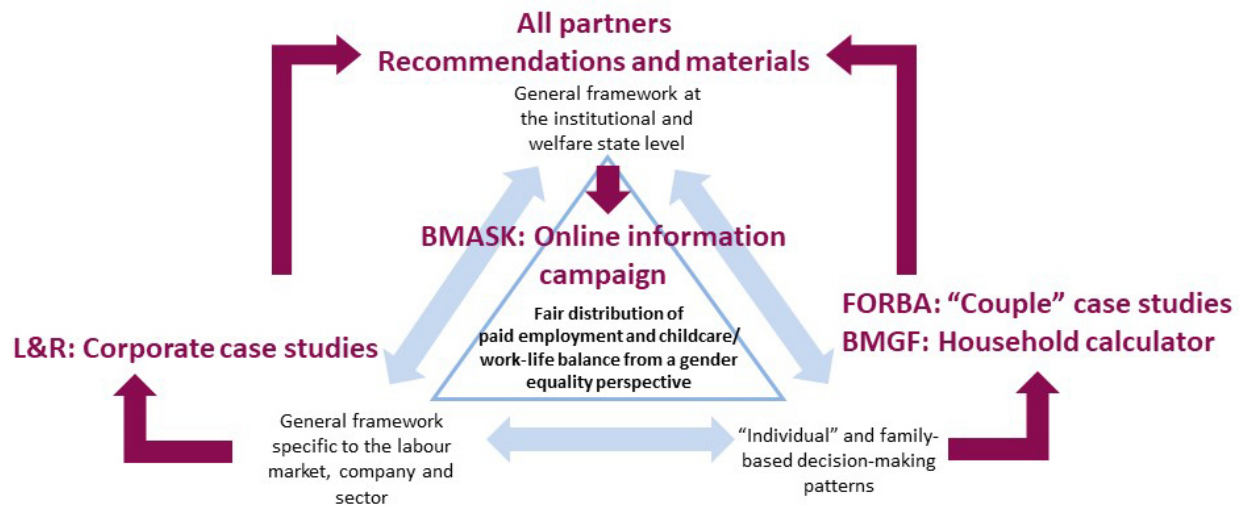 All partners
Recommendations and materials
General framework at
the institutional and
welfare state level
BMASK: Online information
campaign
Fair distribution of
paid employment and childcare/
work-life balance from a gender
equality perspective
L&R: Corporate case studies
FORBA: “Couple” case studies
BMGF: Household calculator
General framework
specific to the labour
market, company and
sector
“Individual” and family-
based decision-making
patterns